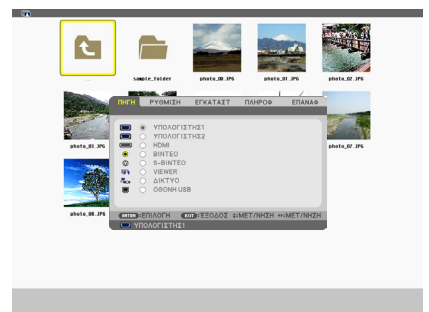 ..
sample_folder photo_00.JPG photo_01.JPG photo_02.JPG
photo_03.JPG photo_07.JPG
photo_08.JPG
ΠΗΓΗ ΡΥΘΜΙΣΗ ΕΓΚΑΤΑΣΤ ΠΛΗΡΟΦ ΕΠΑΝΑΦ
ΥΠΟΛΟΓΙΣΤΗΣ1
ΥΠΟΛΟΓΙΣΤΗΣ2
HDMI
ΒΙΝΤΕΟ
S-ΒΙΝΤΕΟ
VIEWER
ΔΙΚΤΥΟ
ΟΘΟΝΗ USB
ENTER :ΕΠΙΛΟΓΗ EXIT :ΕΞΟΔΟΣ ↕:ΜΕΤ/ΝΗΣΗ ↔:ΜΕΤ/ΝΗΣΗ
ΥΠΟΛΟΓΙΣΤΗΣ1